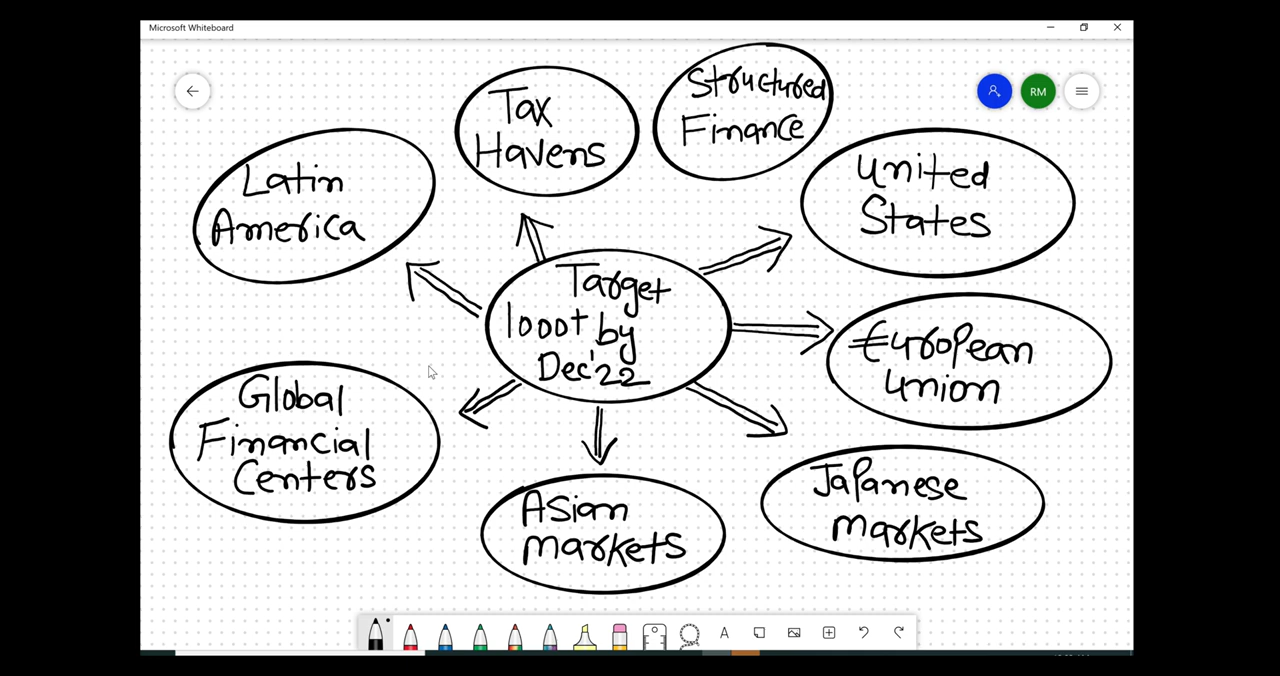 Microsoft Whiteboard
RM
Structured
Finance
Tax
Havens
United
States
Latin
America
Target
1000+ by
Dec'22
European
Union
Global
Financial
Centers
Japanese
Markets
Asian
Markets
A